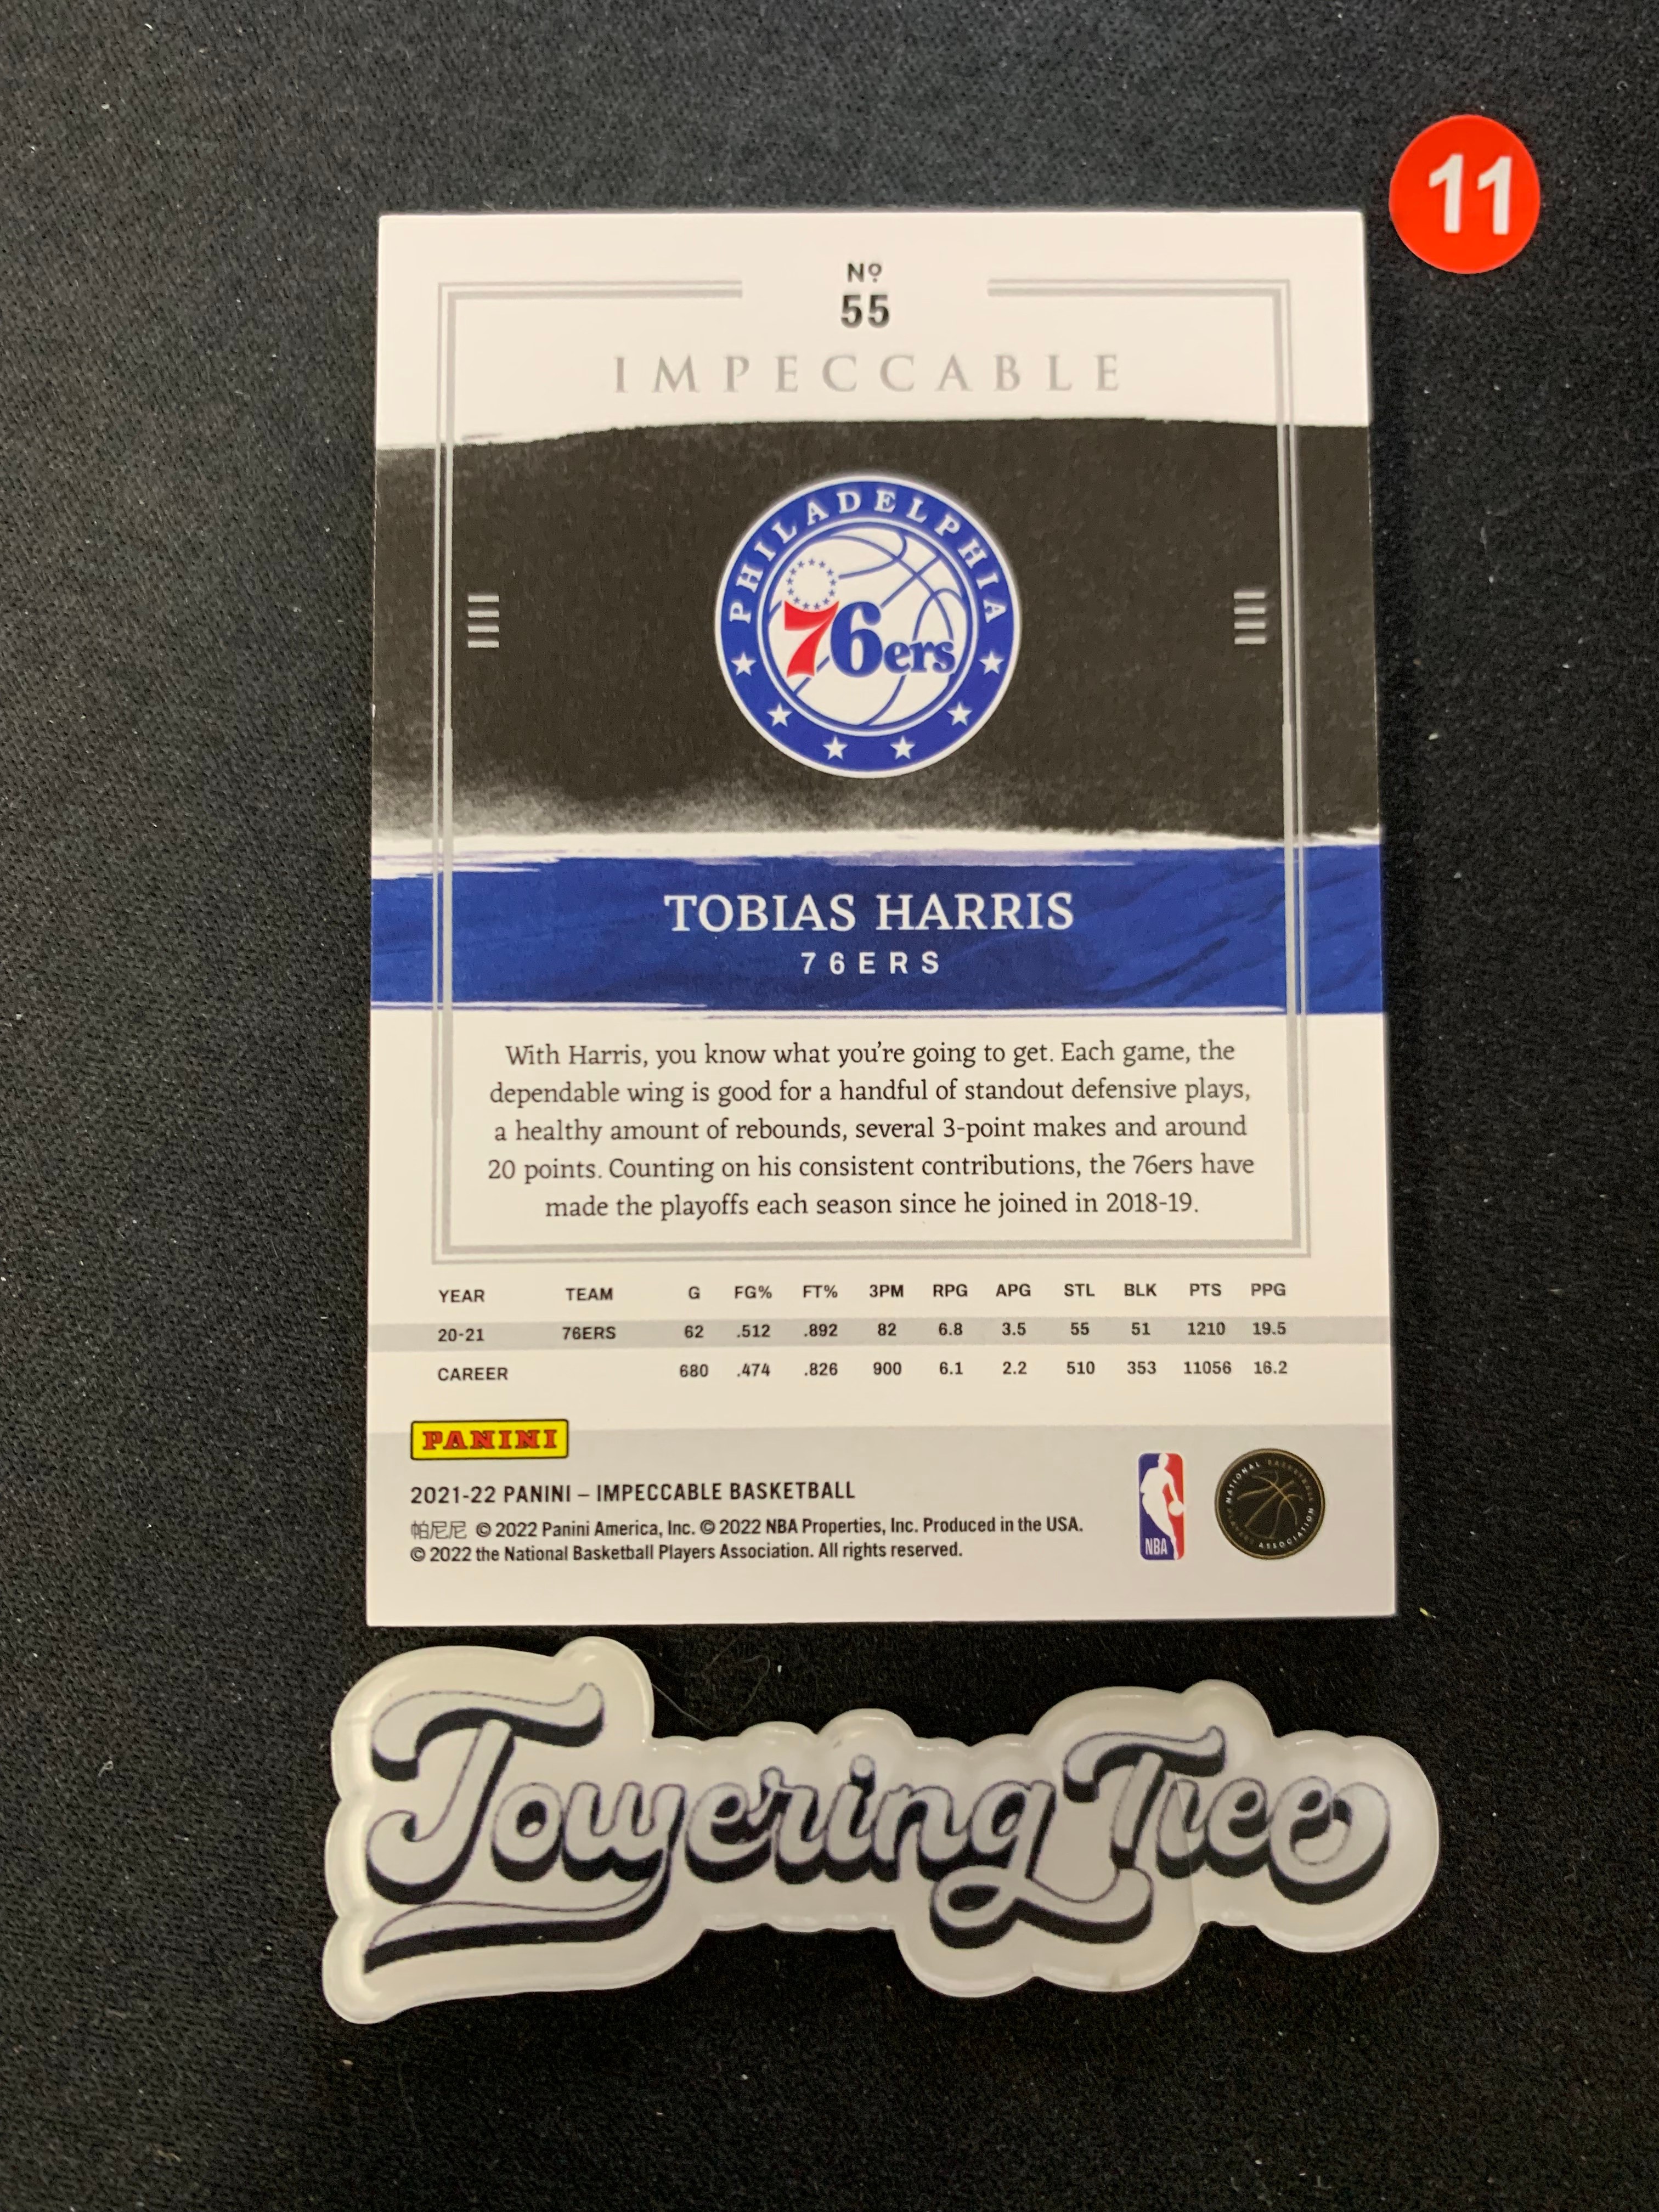 11
Nº
55
IMPECCABLE
PHILADELPHIA
76ers
TOBIAS HARRIS
76ERS
With Harris, you know what you're going to get. Each game, the
dependable wing is good for a handful of standout defensive plays,
a healthy amount of rebounds, several 3-point makes and around
20 points. Counting on his consistent contributions, the 76ers have
made the playoffs each season since he joined in 2018-19.
YEAR TEAM G FG% FT% 3PM RPG APG STL BLK PTS PPG
20-21 76ERS 62 .512 .892 82 6.8 3.5 55 51 1210 19.5
CAREER 680 .474 .826 900 6.1 2.2 510 353 11056 16.2
PANINI
2021-22 PANINI – IMPECCABLE BASKETBALL
帕尼尼 © 2022 Panini America, Inc. © 2022 NBA Properties, Inc. Produced in the USA.
© 2022 the National Basketball Players Association. All rights reserved.
NBA
NATIONAL BASKETBALL
PLAYERS ASSOCIATION
ToweringTree